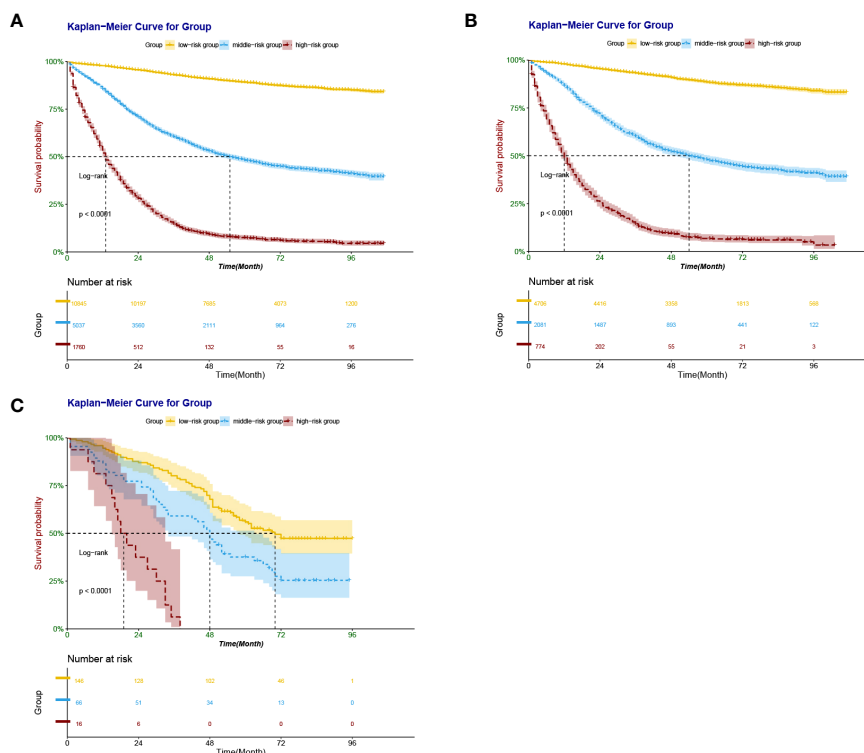 A
Kaplan−Meier Curve for Group
Group low−risk group middle−risk group high−risk group
Survival probability
100%
75%
50%
25%
0%
Log−rank
p < 0.0001
0 24 48 72 96
Time(Month)
Number at risk
Group
10845 10197 7665 4073 1200
5037 3560 2111 964 276
1760 512 132 55 16
0 24 48 72 96
Time(Month)
B
Kaplan−Meier Curve for Group
Group low−risk group middle−risk group high−risk group
Survival probability
100%
75%
50%
25%
0%
Log−rank
p < 0.0001
0 24 48 72 96
Time(Month)
Number at risk
Group
4706 4416 3358 1813 568
2081 1487 893 441 122
774 202 55 21 3
0 24 48 72 96
Time(Month)
C
Kaplan−Meier Curve for Group
Group low−risk group middle−risk group high−risk group
Survival probability
100%
75%
50%
25%
0%
Log−rank
p < 0.0001
0 24 48 72 96
Time(Month)
Number at risk
Group
146 128 102 46 1
66 51 34 13 0
16 6 0 0 0
0 24 48 72 96
Time(Month)